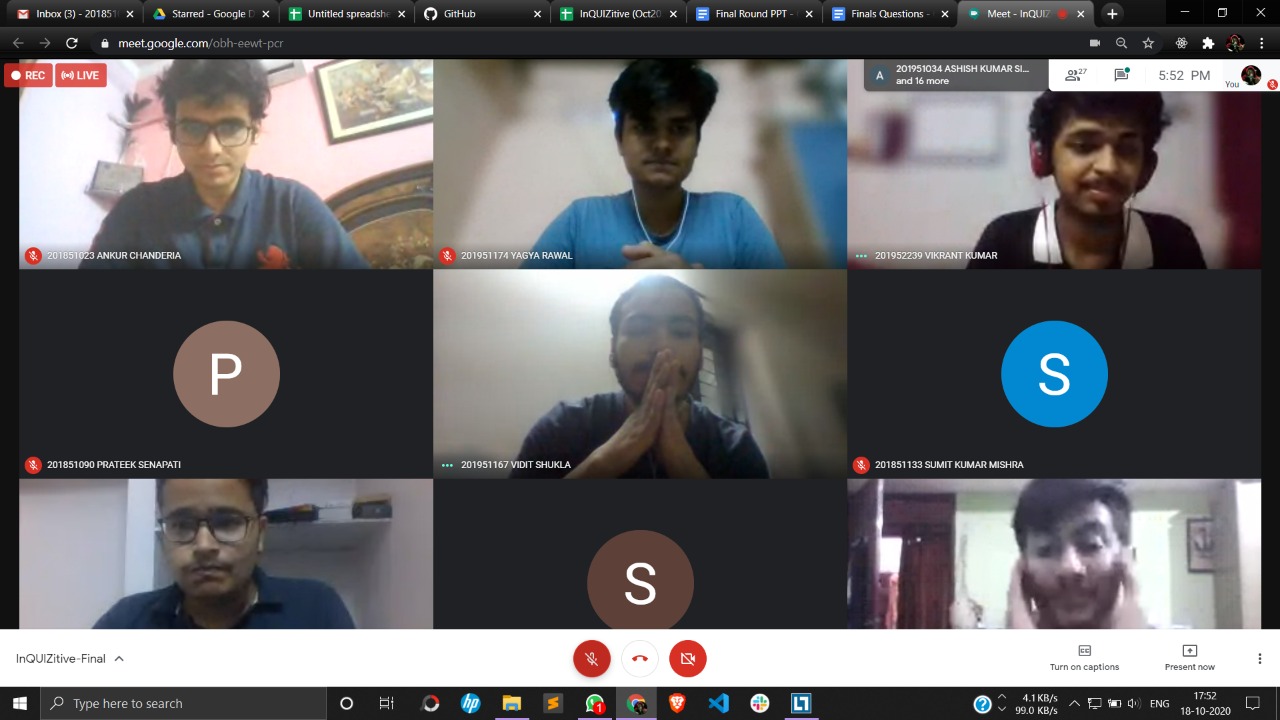 Inbox (3) - 201851
Starred - Google D
Untitled spreadshe
GitHub
InQUIZitive (Oct20
Final Round PPT -
Finals Questions -
Meet - InQUIZ
meet.google.com/obh-eewt-pcr
REC
LIVE
A
201951034 ASHISH KUMAR SI...
and 16 more
27
5:52 PM
You
201851023 ANKUR CHANDERIA
201951174 YAGYA RAWAL
201952239 VIKRANT KUMAR
P
S
201851090 PRATEEK SENAPATI
201951167 VIDIT SHUKLA
201851133 SUMIT KUMAR MISHRA
S
InQUIZitive-Final
Turn on captions
Present now
Type here to search
hp
1
4.1 KB/s
99.0 KB/s
ENG
17:52
18-10-2020